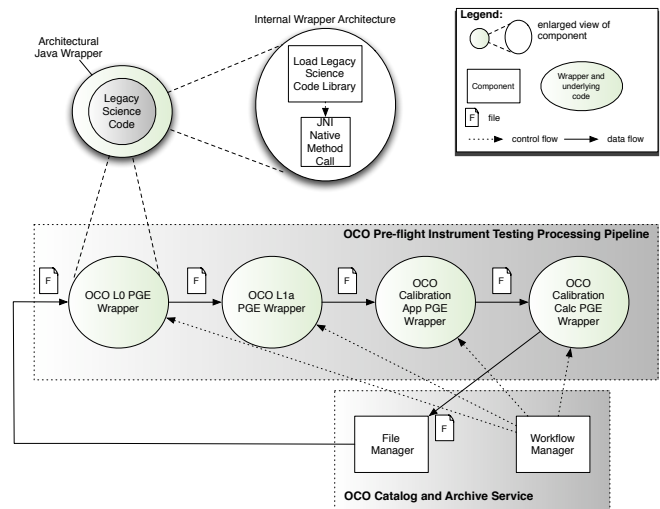 Internal Wrapper Architecture
Legend:
enlarged view of
component
Component
Wrapper and
underlying
code
F
file
control flow
data flow
Architectural
Java Wrapper
Legacy
Science
Code
Load Legacy
Science
Code Library
JNI
Native
Method
Call
OCO Pre-flight Instrument Testing Processing Pipeline
F
OCO L0 PGE
Wrapper
F
OCO L1a
PGE Wrapper
F
OCO
Calibration
App PGE
Wrapper
F
OCO
Calibration
Calc PGE
Wrapper
File
Manager
F
Workflow
Manager
OCO Catalog and Archive Service